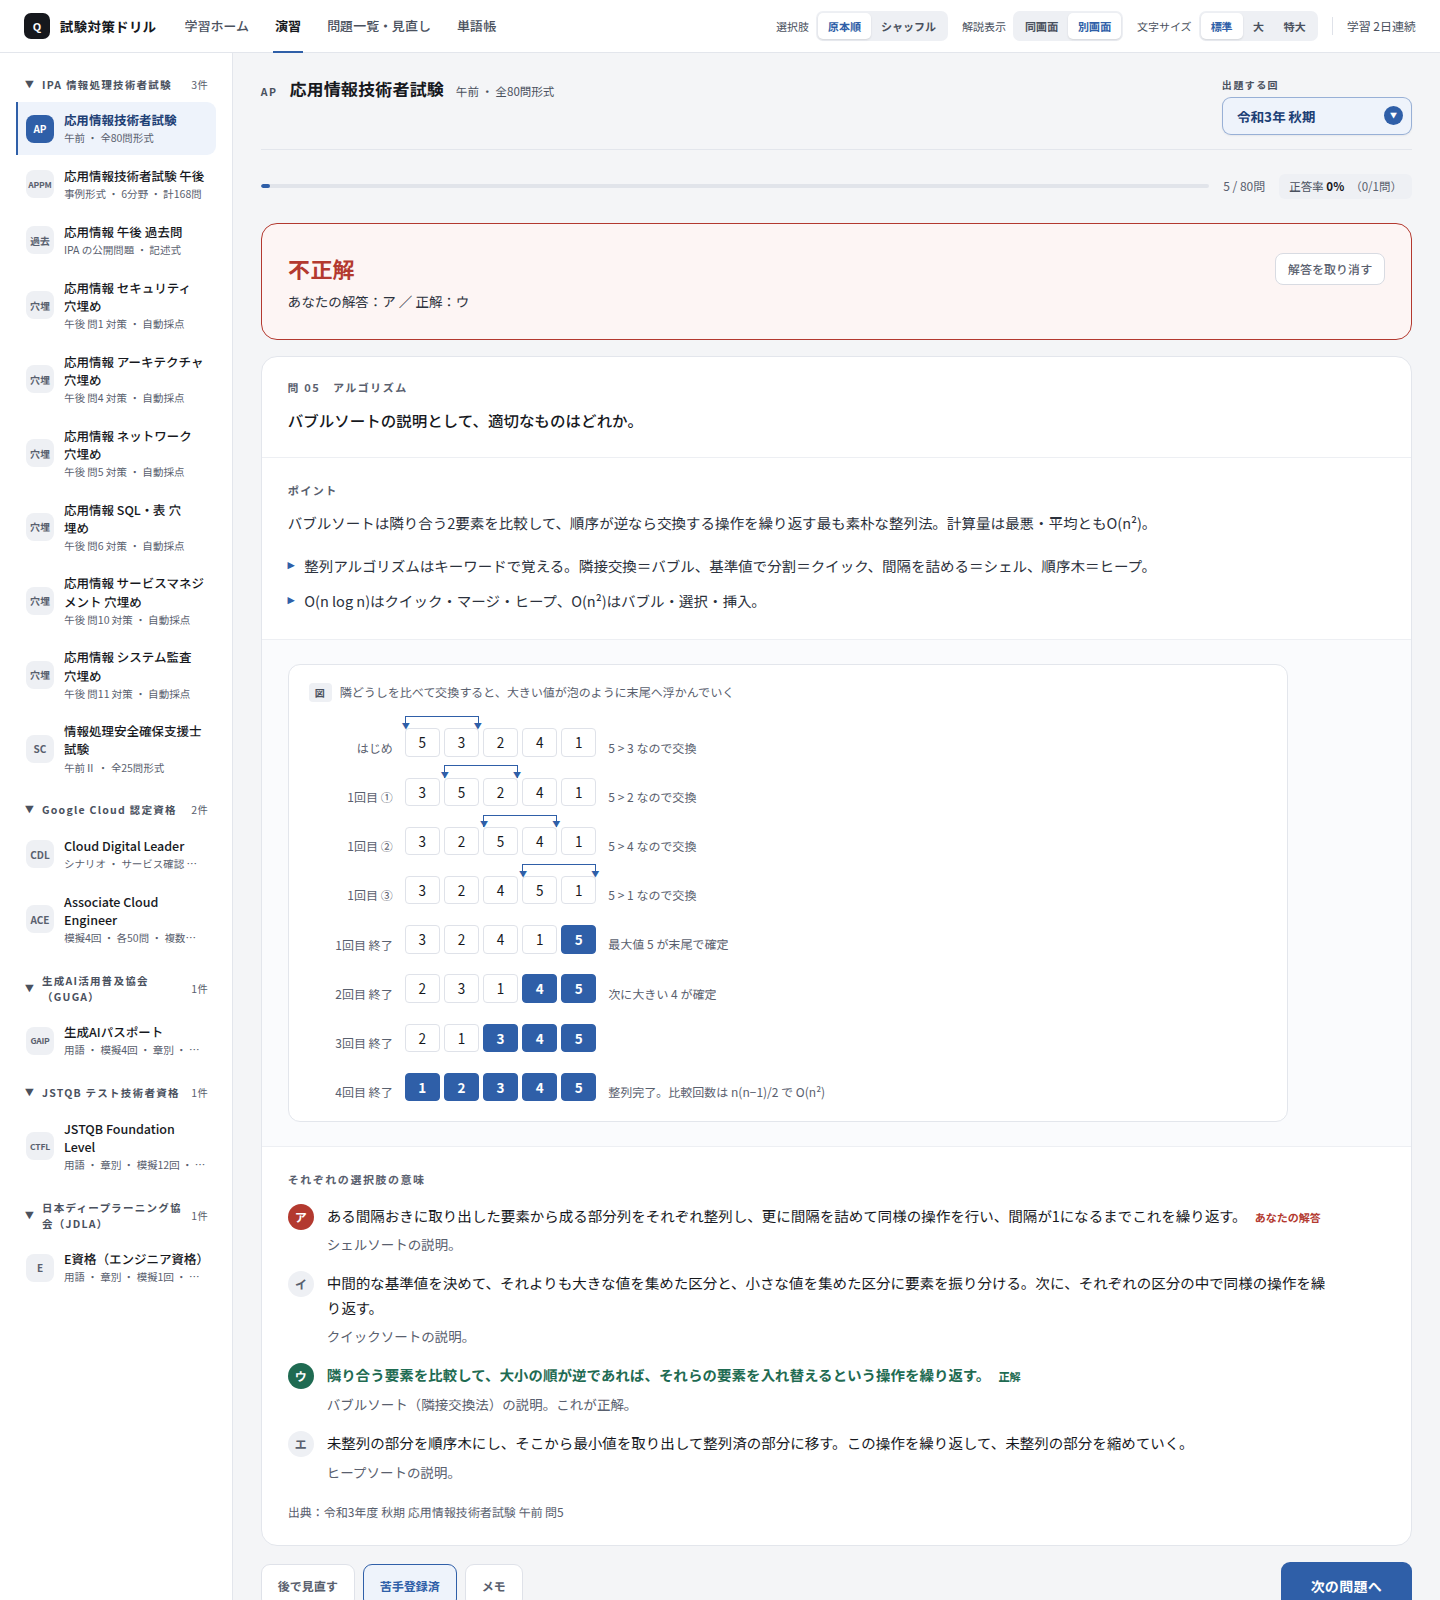 Q 試験対策ドリル 学習ホーム 演習 問題一覧・見直し 単語帳 選択肢 原本順 シャッフル 解説表示 同画面 別画面 文字サイズ 標準 大 特大 学習 2日連続
▼ IPA 情報処理技術者試験 3件
AP 応用情報技術者試験
午前 ・ 全80問形式
APPM 応用情報技術者試験 午後
事例形式 ・ 6分野 ・ 計168問
過去 応用情報 午後 過去問
IPA の公開問題 ・ 記述式
穴埋 応用情報 セキュリティ
穴埋め
午後 問1 対策 ・ 自動採点
穴埋 応用情報 アーキテクチャ
穴埋め
午後 問4 対策 ・ 自動採点
穴埋 応用情報 ネットワーク
穴埋め
午後 問5 対策 ・ 自動採点
穴埋 応用情報 SQL・表 穴
埋め
午後 問6 対策 ・ 自動採点
穴埋 応用情報 サービスマネジ
メント 穴埋め
午後 問10 対策 ・ 自動採点
穴埋 応用情報 システム監査
穴埋め
午後 問11 対策 ・ 自動採点
SC 情報処理安全確保支援士
試験
午前 II ・ 全25問形式
▼ Google Cloud 認定資格 2件
CDL Cloud Digital Leader
シナリオ ・ サービス確認 …
ACE Associate Cloud
Engineer
模擬4回 ・ 各50問 ・ 複数…
▼ 生成AI活用普及協会
（GUGA） 1件
GAIP 生成AIパスポート
用語 ・ 模擬4回 ・ 章別 ・ …
▼ JSTQB テスト技術者資格 1件
CTFL JSTQB Foundation
Level
用語 ・ 章別 ・ 模擬12回 ・ …
▼ 日本ディープラーニング協
会（JDLA） 1件
E E資格（エンジニア資格）
用語 ・ 章別 ・ 模擬1回 ・ …
AP 応用情報技術者試験 午前 ・ 全80問形式
出題する回
令和3年 秋期 ▼
5 / 80問 正答率 0% （0/1問）
不正解
あなたの解答：ア ／ 正解：ウ
解答を取り消す
問 05 アルゴリズム
バブルソートの説明として、適切なものはどれか。
ポイント
バブルソートは隣り合う2要素を比較して、順序が逆なら交換する操作を繰り返す最も素朴な整列法。計算量は最悪・平均ともO(n²)。
▶ 整列アルゴリズムはキーワードで覚える。隣接交換＝バブル、基準値で分割＝クイック、間隔を詰める＝シェル、順序木＝ヒープ。
▶ O(n log n)はクイック・マージ・ヒープ、O(n²)はバブル・選択・挿入。
図 隣どうしを比べて交換すると、大きい値が泡のように末尾へ浮かんでいく
はじめ 5 3 2 4 1 5 > 3 なので交換
1回目 ① 3 5 2 4 1 5 > 2 なので交換
1回目 ② 3 2 5 4 1 5 > 4 なので交換
1回目 ③ 3 2 4 5 1 5 > 1 なので交換
1回目 終了 3 2 4 1 5 最大値 5 が末尾で確定
2回目 終了 2 3 1 4 5 次に大きい 4 が確定
3回目 終了 2 1 3 4 5
4回目 終了 1 2 3 4 5 整列完了。比較回数は n(n−1)/2 で O(n²)
それぞれの選択肢の意味
ア ある間隔おきに取り出した要素から成る部分列をそれぞれ整列し、更に間隔を詰めて同様の操作を行い、間隔が1になるまでこれを繰り返す。 あなたの解答
シェルソートの説明。
イ 中間的な基準値を決めて、それよりも大きな値を集めた区分と、小さな値を集めた区分に要素を振り分ける。次に、それぞれの区分の中で同様の操作を繰
り返す。
クイックソートの説明。
ウ 隣り合う要素を比較して、大小の順が逆であれば、それらの要素を入れ替えるという操作を繰り返す。 正解
バブルソート（隣接交換法）の説明。これが正解。
エ 未整列の部分を順序木にし、そこから最小値を取り出して整列済の部分に移す。この操作を繰り返して、未整列の部分を縮めていく。
ヒープソートの説明。
出典：令和3年度 秋期 応用情報技術者試験 午前 問5
後で見直す 苦手登録済 メモ 次の問題へ